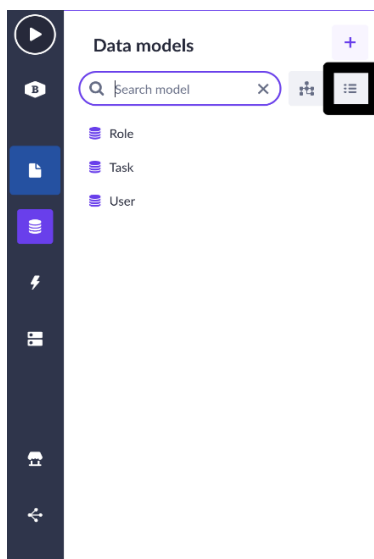 Data models
+
B
Search model
Role
Task
User